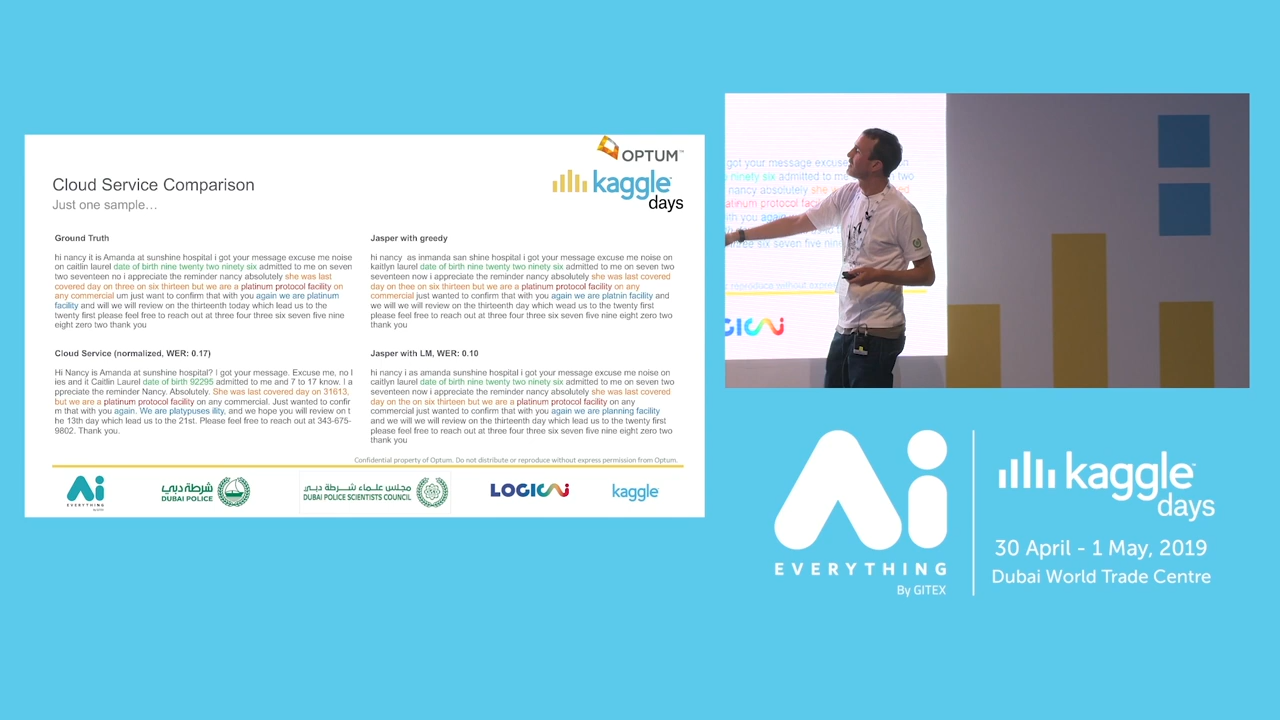 OPTUM™
kaggle
days
Cloud Service Comparison
Just one sample…
Ground Truth
hi nancy it is Amanda at sunshine hospital i got your message excuse me noise
on caitlin laurel date of birth nine twenty two ninety six admitted to me on seven
two seventeen no i appreciate the reminder nancy absolutely she was last
covered day on three on six thirteen but we are a platinum protocol facility on
any commercial um just want to confirm that with you again we are platinum
facility and will we will review on the thirteenth today which lead us to the
twenty first please feel free to reach out at three four three six seven five nine
eight zero two thank you
Jasper with greedy
hi nancy as inmanda san shine hospital i got your message excuse me noise on
kaitlyn laurel date of birth nine twenty two ninety six admitted to me on seven two
seventeen now i appreciate the reminder nancy absolutely she was last covered
day on thee on six thirteen but we are a platinum protocol facility on any
commercial just wanted to confirm that with you again we are platnin facility and
we will we will review on the thirteenth day which wead us to the twenty first
please feel free to reach out at three four three six seven five nine eight zero two
thank you
Cloud Service (normalized, WER: 0.17)
Hi Nancy is Amanda at sunshine hospital? I got your message. Excuse me, no l
ies and it Caitlin Laurel date of birth 92295 admitted to me and 7 to 17 know. I a
ppreciate the reminder Nancy. Absolutely. She was last covered day on 31613,
but we are a platinum protocol facility on any commercial. Just wanted to confir
m that with you again. We are platypuses ility, and we hope you will review on t
he 13th day which lead us to the 21st. Please feel free to reach out at 343-675-
9802. Thank you.
Jasper with LM, WER: 0.10
hi nancy i as amanda sunshine hospital i got your message excuse me noise on
caitlin laurel date of birth nine twenty two ninety six admitted to me on seven two
seventeen now i appreciate the reminder nancy absolutely she was last covered
day on the on six thirteen but we are a platinum protocol facility on any
commercial just wanted to confirm that with you again we are planning facility
and we will we will review on the thirteenth day which lead us to the twenty first
please feel free to reach out at three four three six seven five nine eight zero two
thank you
Confidential property of Optum. Do not distribute or reproduce without express permission from Optum.
Ai
EVERYTHING
شرطة دبي
DUBAI POLICE
مجلس علماء شرطة دبي
DUBAI POLICE SCIENTISTS COUNCIL
LOGICAI
kaggle
got your message excuse
ninety six admitted to
two
nancy absolutely
with you again
six seven five nine
Ai
EVERYTHING
By GITEX
kaggle
days
30 April - 1 May, 2019
Dubai World Trade Centre